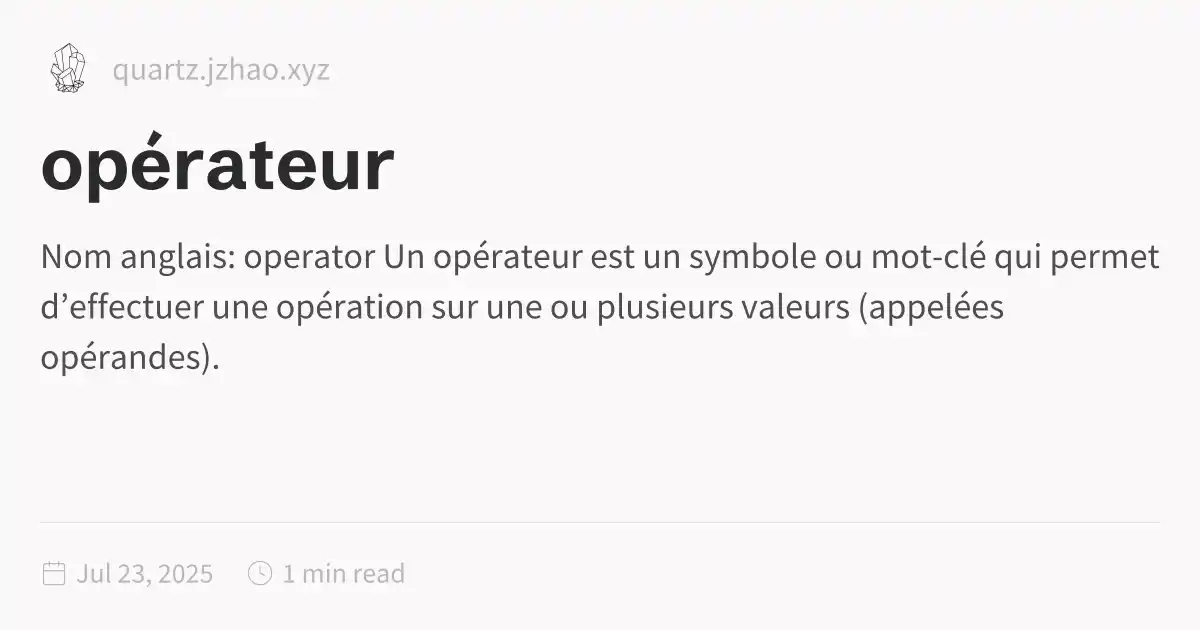 quartz.jzhao.xyz
opérateur
Nom anglais: operator Un opérateur est un symbole ou mot-clé qui permet
d’effectuer une opération sur une ou plusieurs valeurs (appelées
opérandes).
Jul 23, 2025 1 min read